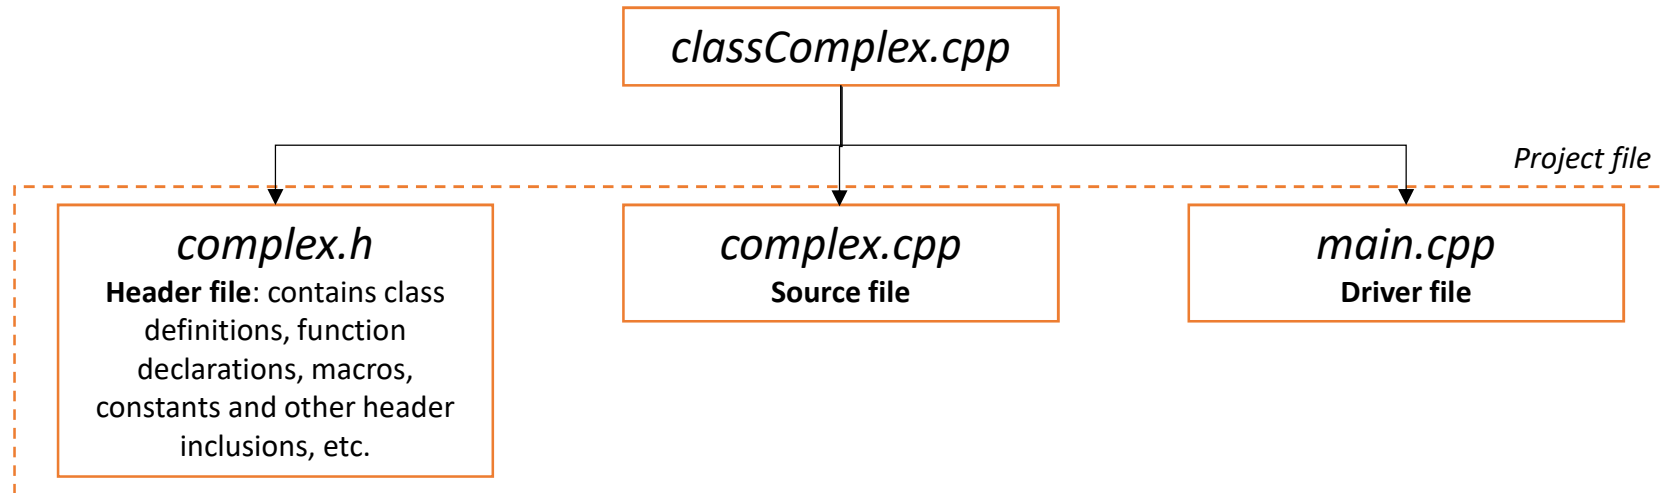 classComplex.cpp
Project file
complex.h
Header file: contains class
definitions, function
declarations, macros,
constants and other header
inclusions, etc.
complex.cpp
Source file
main.cpp
Driver file